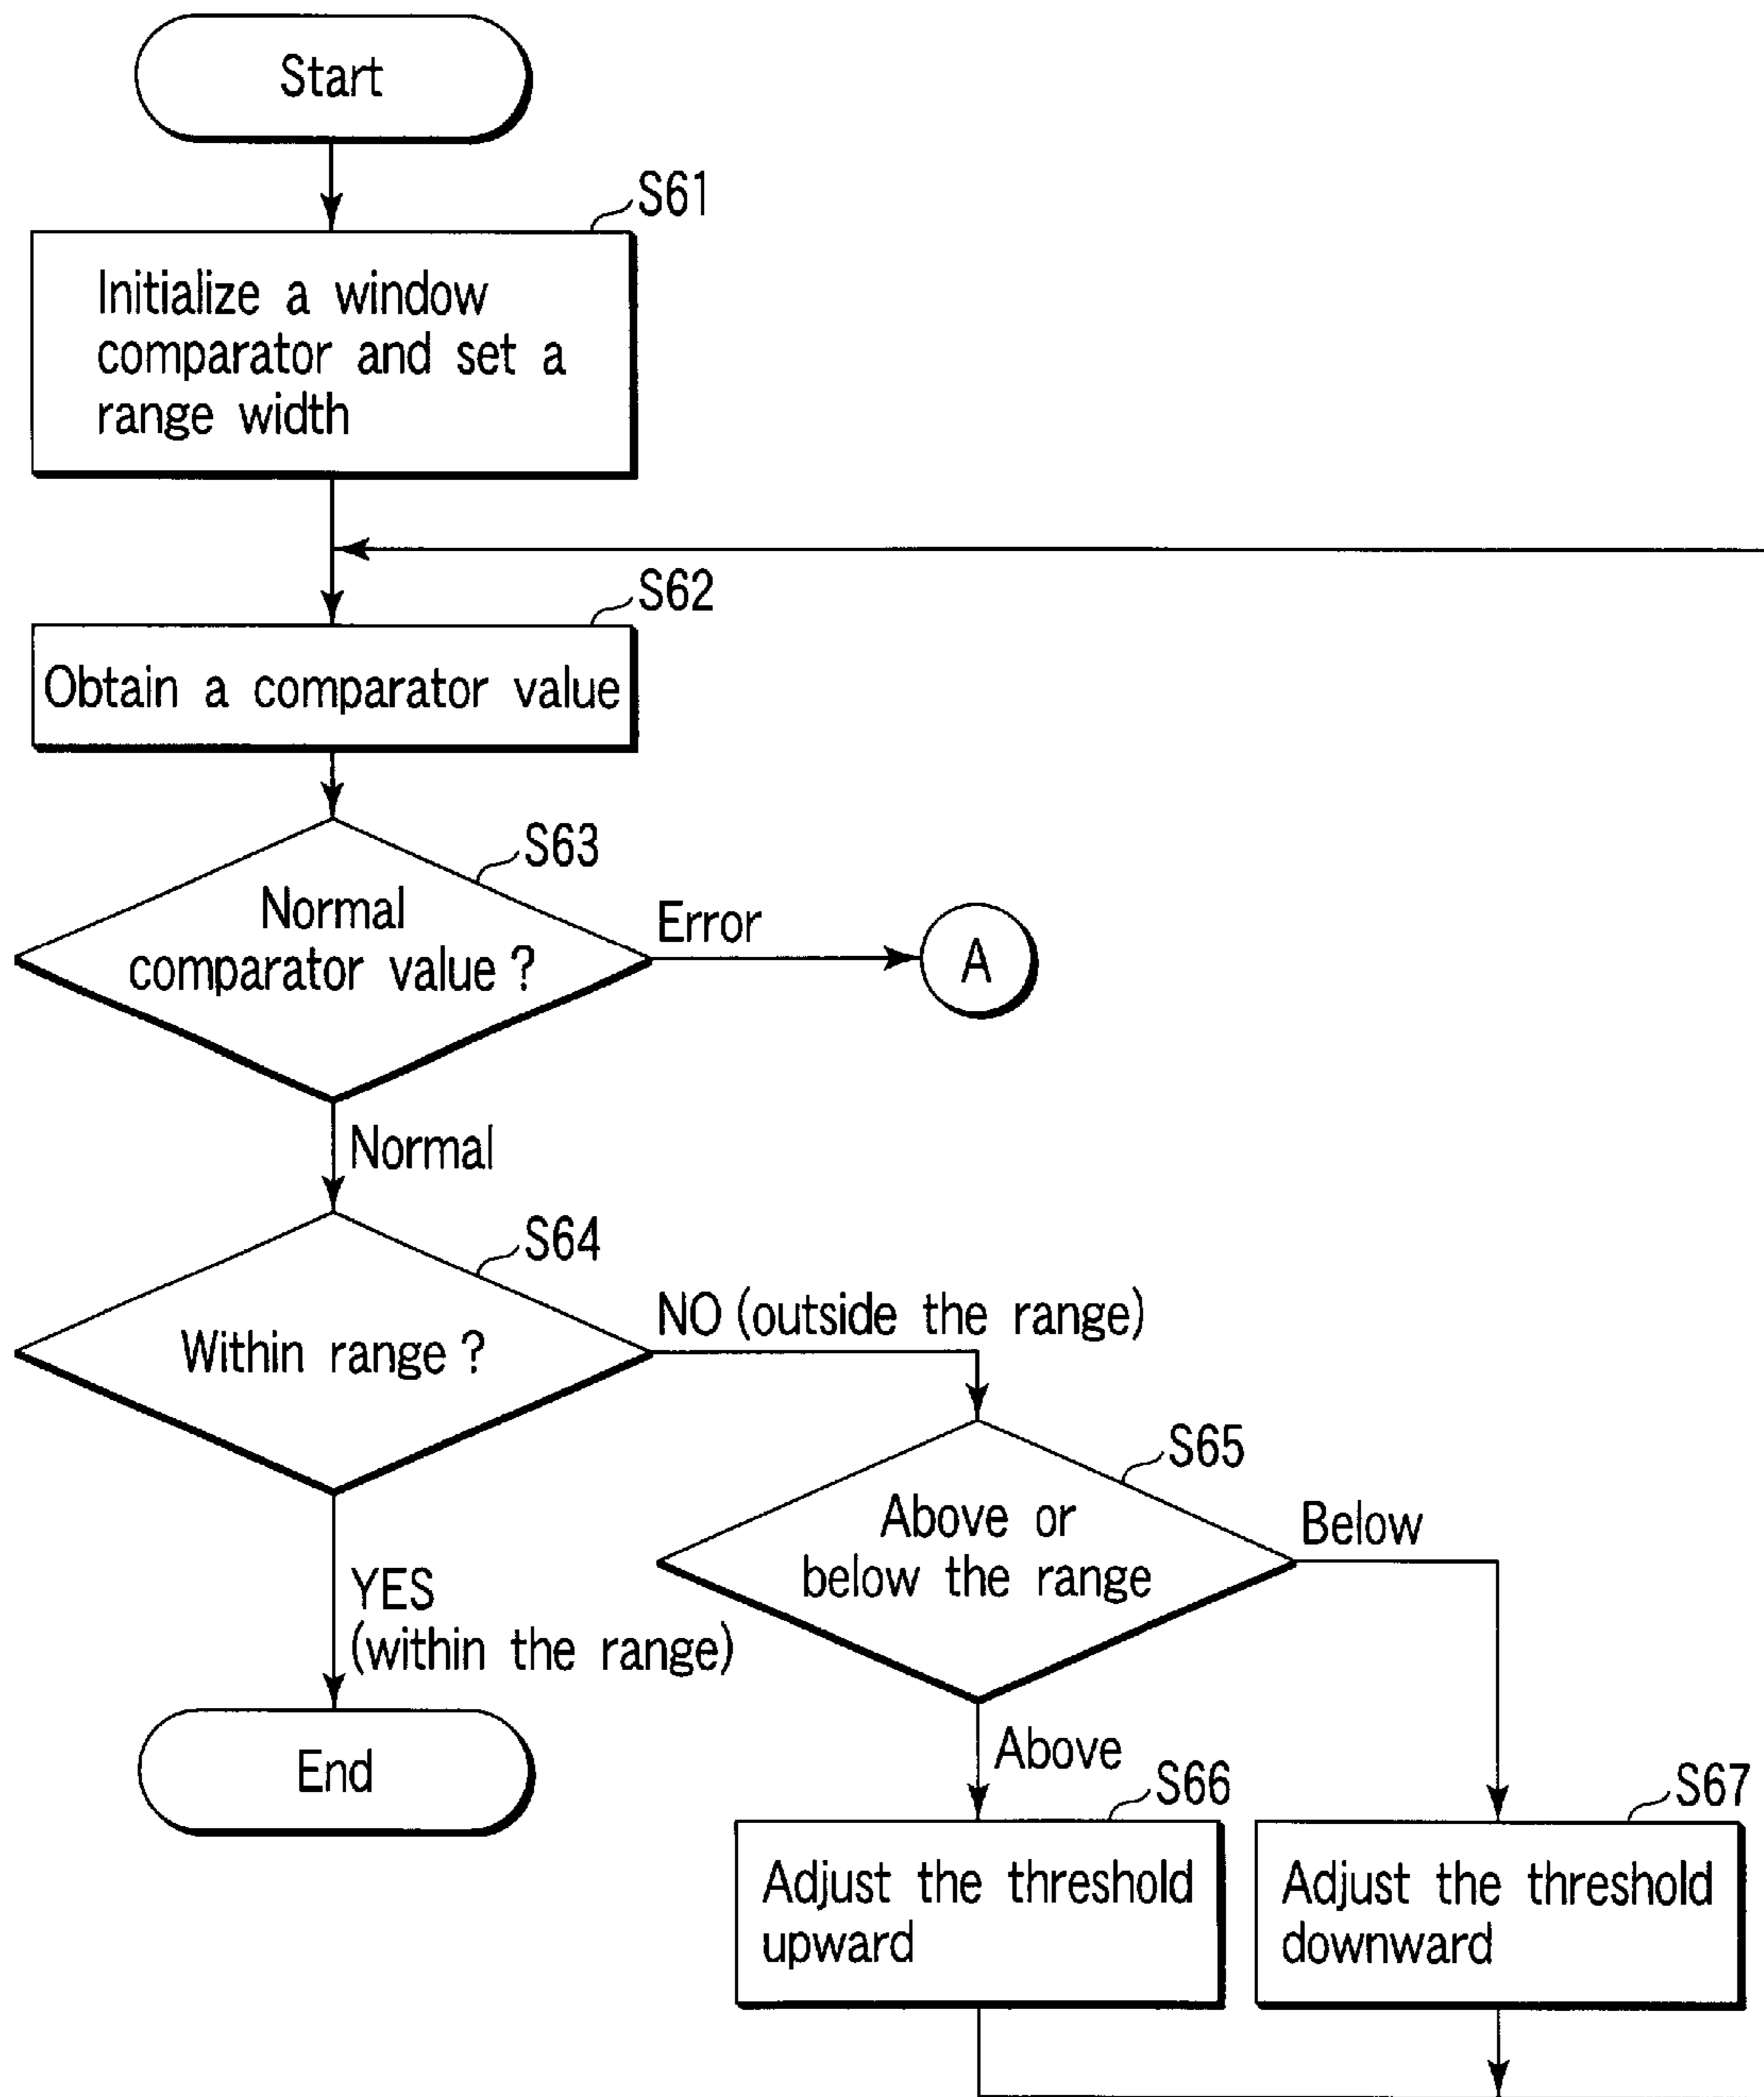 Start
S61
Initialize a window
comparator and set a
range width
S62
Obtain a comparator value
S63
Normal
comparator value ?
Error
A
Normal
S64
Within range ?
NO (outside the range)
S65
Above or
below the range
Below
YES
(within the range)
End
Above
S66
Adjust the threshold
upward
S67
Adjust the threshold
downward